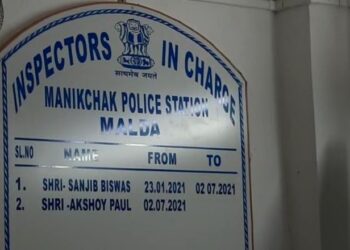 INSPECTORS IN CHARGE
सत्यमेव जयते
MANIKCHAK POLICE STATION
MALDA
SL.NO NAME FROM TO
1. SHRI- SANJIB BISWAS 23.01.2021 02.07.2021
2. SHRI -AKSHOY PAUL 02.07.2021